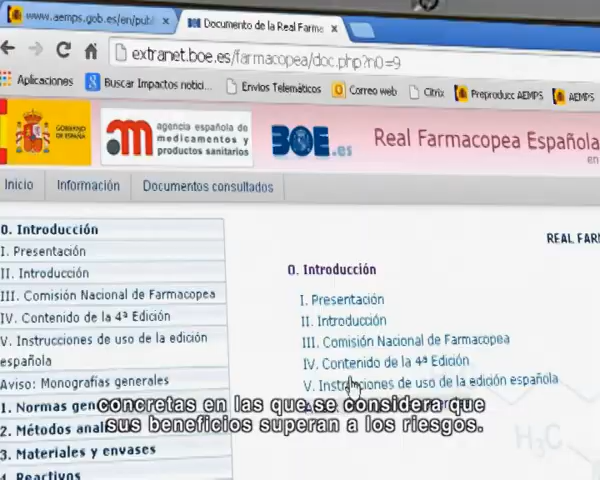 www.aemps.gob.es/en/publ
Documento de la Real Farma
extranet.boe.es/farmacopea/doc.php?n0=9
Aplicaciones
Buscar Impactos notici...
Envios Telemáticos
Correo web
Citrix
Preproducc AEMPS
AEMPS
GOBIERNO
DE ESPAÑA
agencia española de
medicamentos y
productos sanitarios
BOE.es
Real Farmacopea Española
en
Inicio
Información
Documentos consultados
REAL FAR
0. Introducción
I. Presentación
II. Introducción
III. Comisión Nacional de Farmacopea
IV. Contenido de la 4ª Edición
V. Instrucciones de uso de la edición
española
Aviso: Monografías generales
1. Normas gen
2. Métodos anal
3. Materiales y envases
4. Reactivos
0. Introducción
I. Presentación
II. Introducción
III. Comisión Nacional de Farmacopea
IV. Contenido de la 4ª Edición
V. Instrucciones de uso de la edición española
H₃C
concretas en las que se considera que
sus beneficios superan a los riesgos.